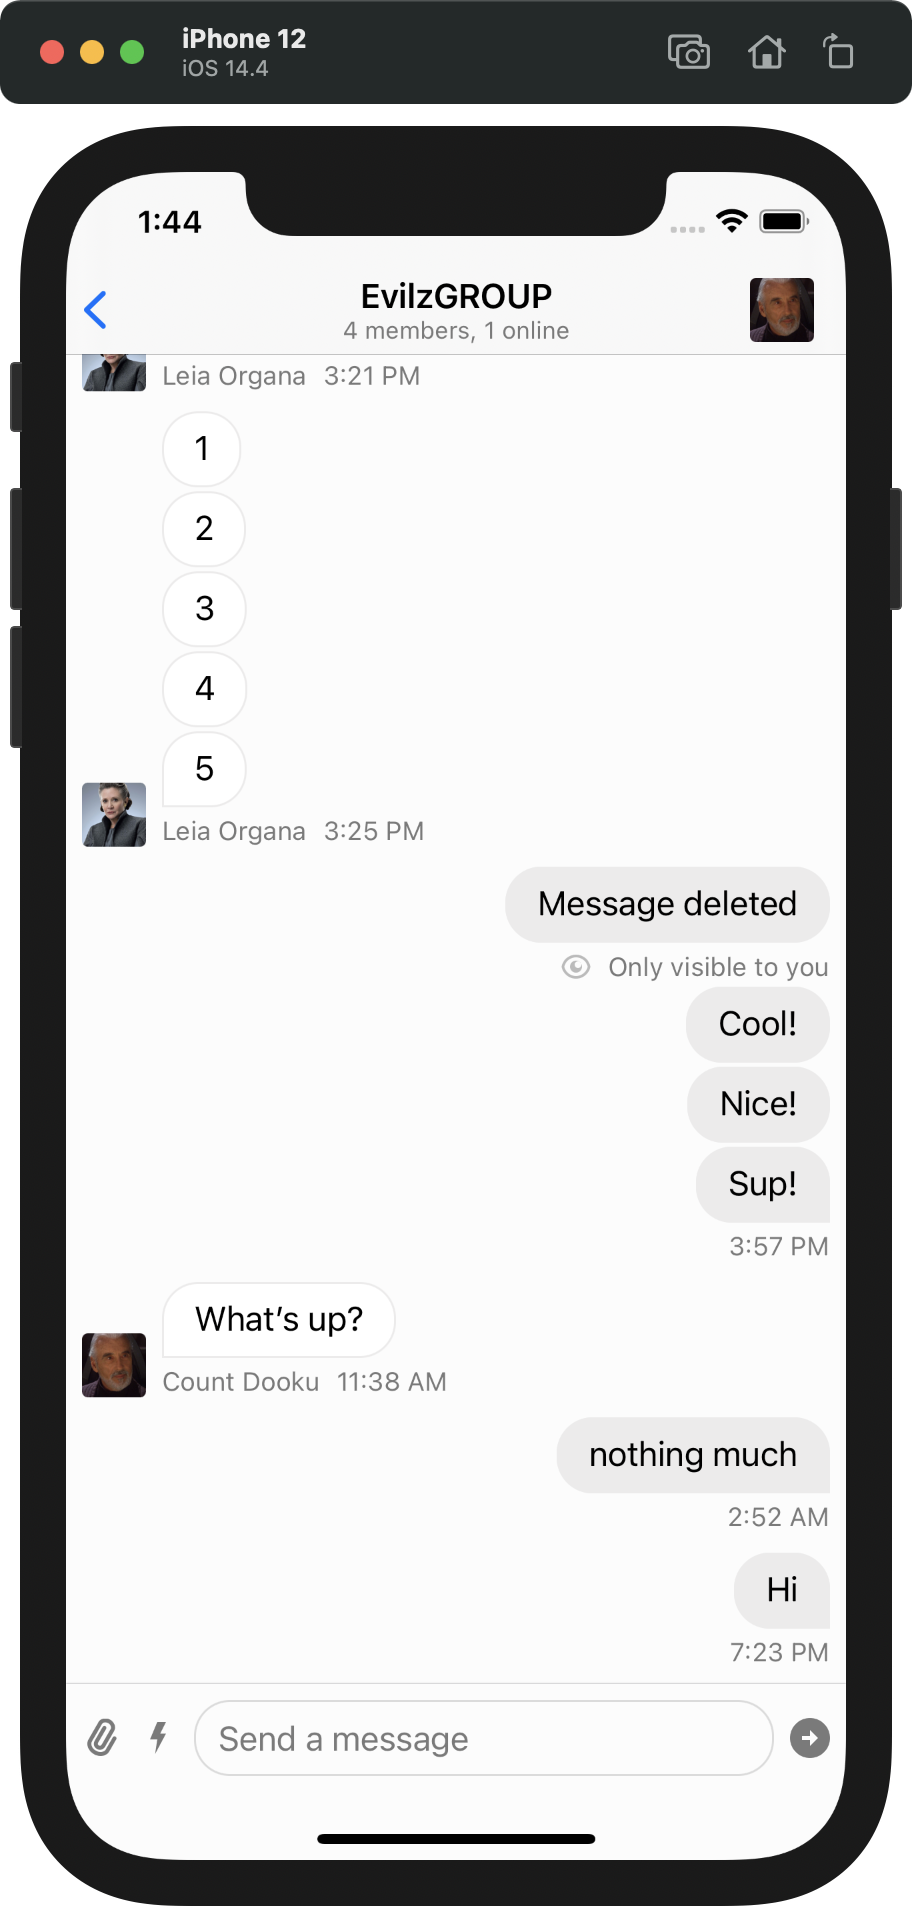 iPhone 12
iOS 14.4
1:44
EvilzGROUP
4 members, 1 online
Leia Organa 3:21 PM
1
2
3
4
5
Leia Organa 3:25 PM
Message deleted
Only visible to you
Cool!
Nice!
Sup!
3:57 PM
What’s up?
Count Dooku 11:38 AM
nothing much
2:52 AM
Hi
7:23 PM
Send a message